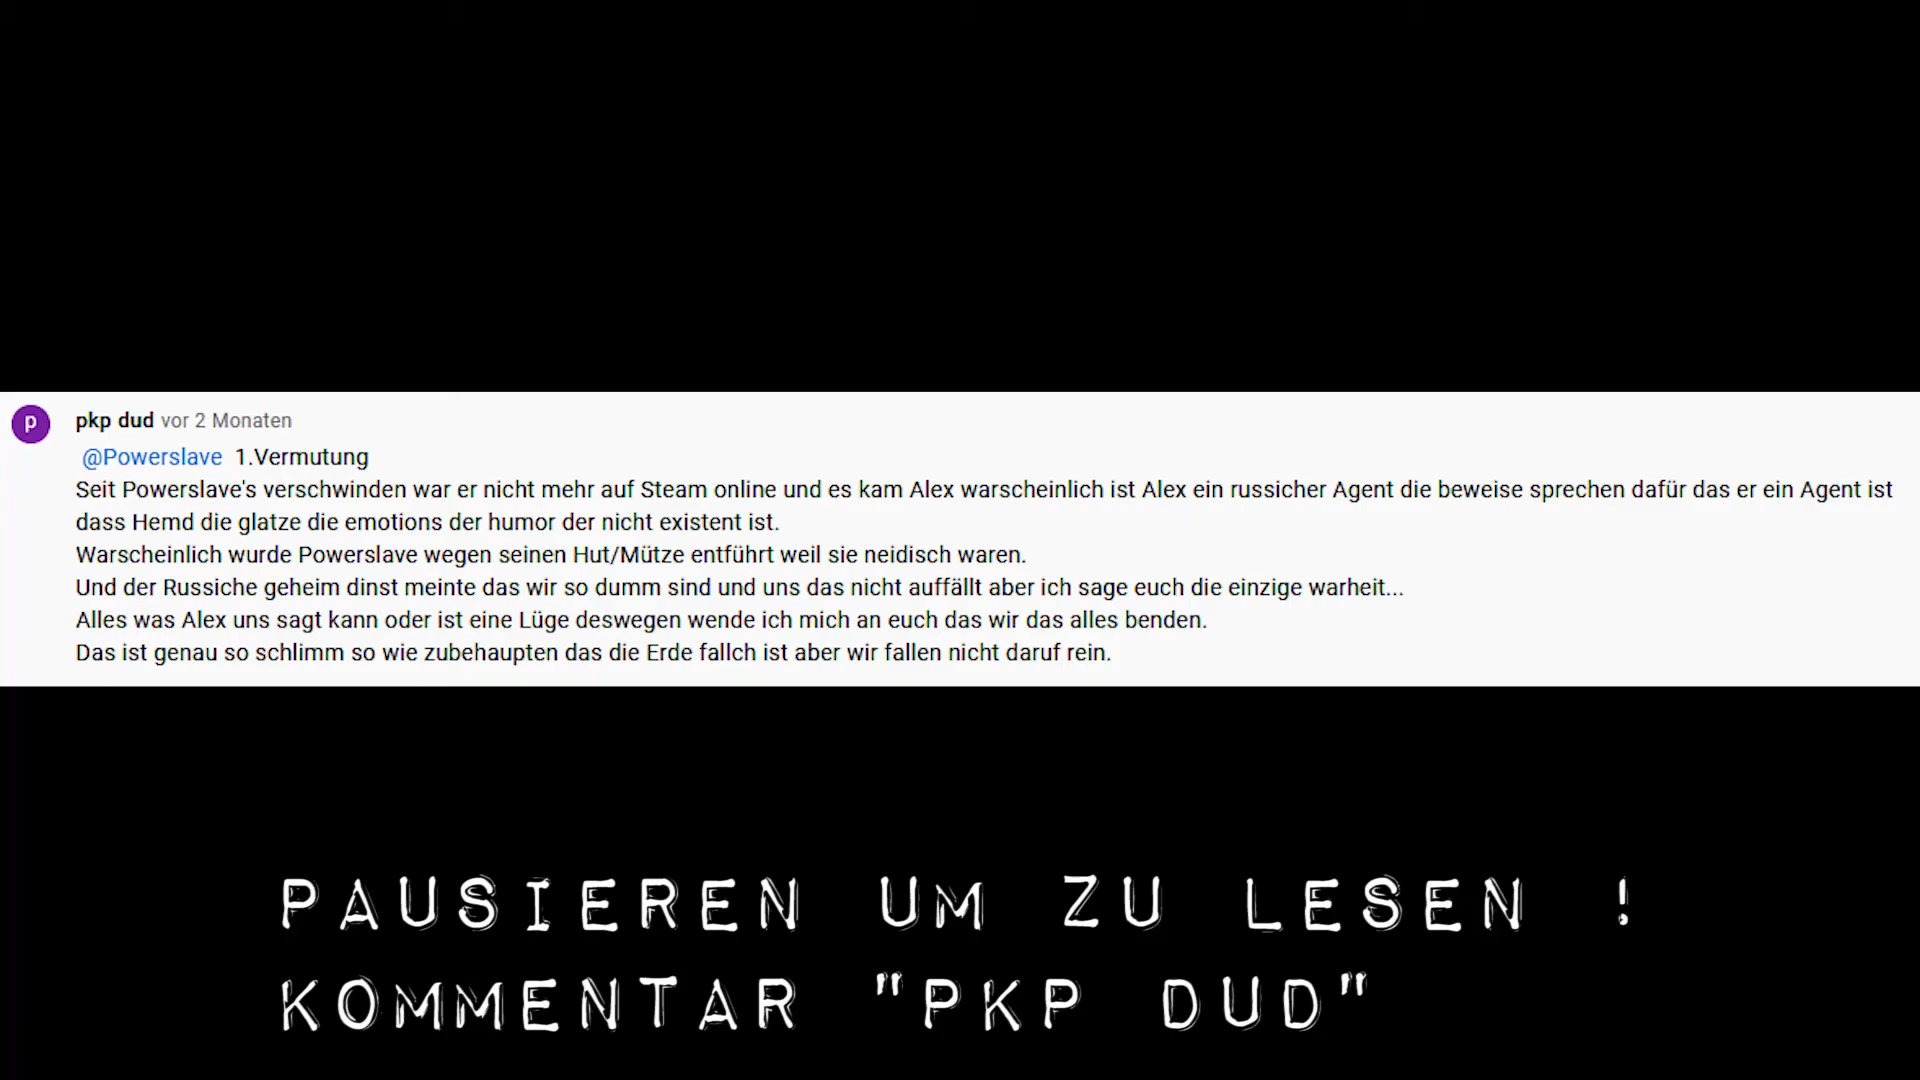 P
pkp dud vor 2 Monaten
@Powerslave 1.Vermutung
Seit Powerslave's verschwinden war er nicht mehr auf Steam online und es kam Alex warscheinlich ist Alex ein russicher Agent die beweise sprechen dafür das er ein Agent ist
dass Hemd die glatze die emotions der humor der nicht existent ist.
Warscheinlich wurde Powerslave wegen seinen Hut/Mütze entführt weil sie neidisch waren.
Und der Russiche geheim dinst meinte das wir so dumm sind und uns das nicht auffällt aber ich sage euch die einzige warheit...
Alles was Alex uns sagt kann oder ist eine Lüge deswegen wende ich mich an euch das wir das alles benden.
Das ist genau so schlimm so wie zubehaupten das die Erde fallch ist aber wir fallen nicht daruf rein.
PAUSIEREN UM ZU LESEN !
KOMMENTAR "PKP DUD"